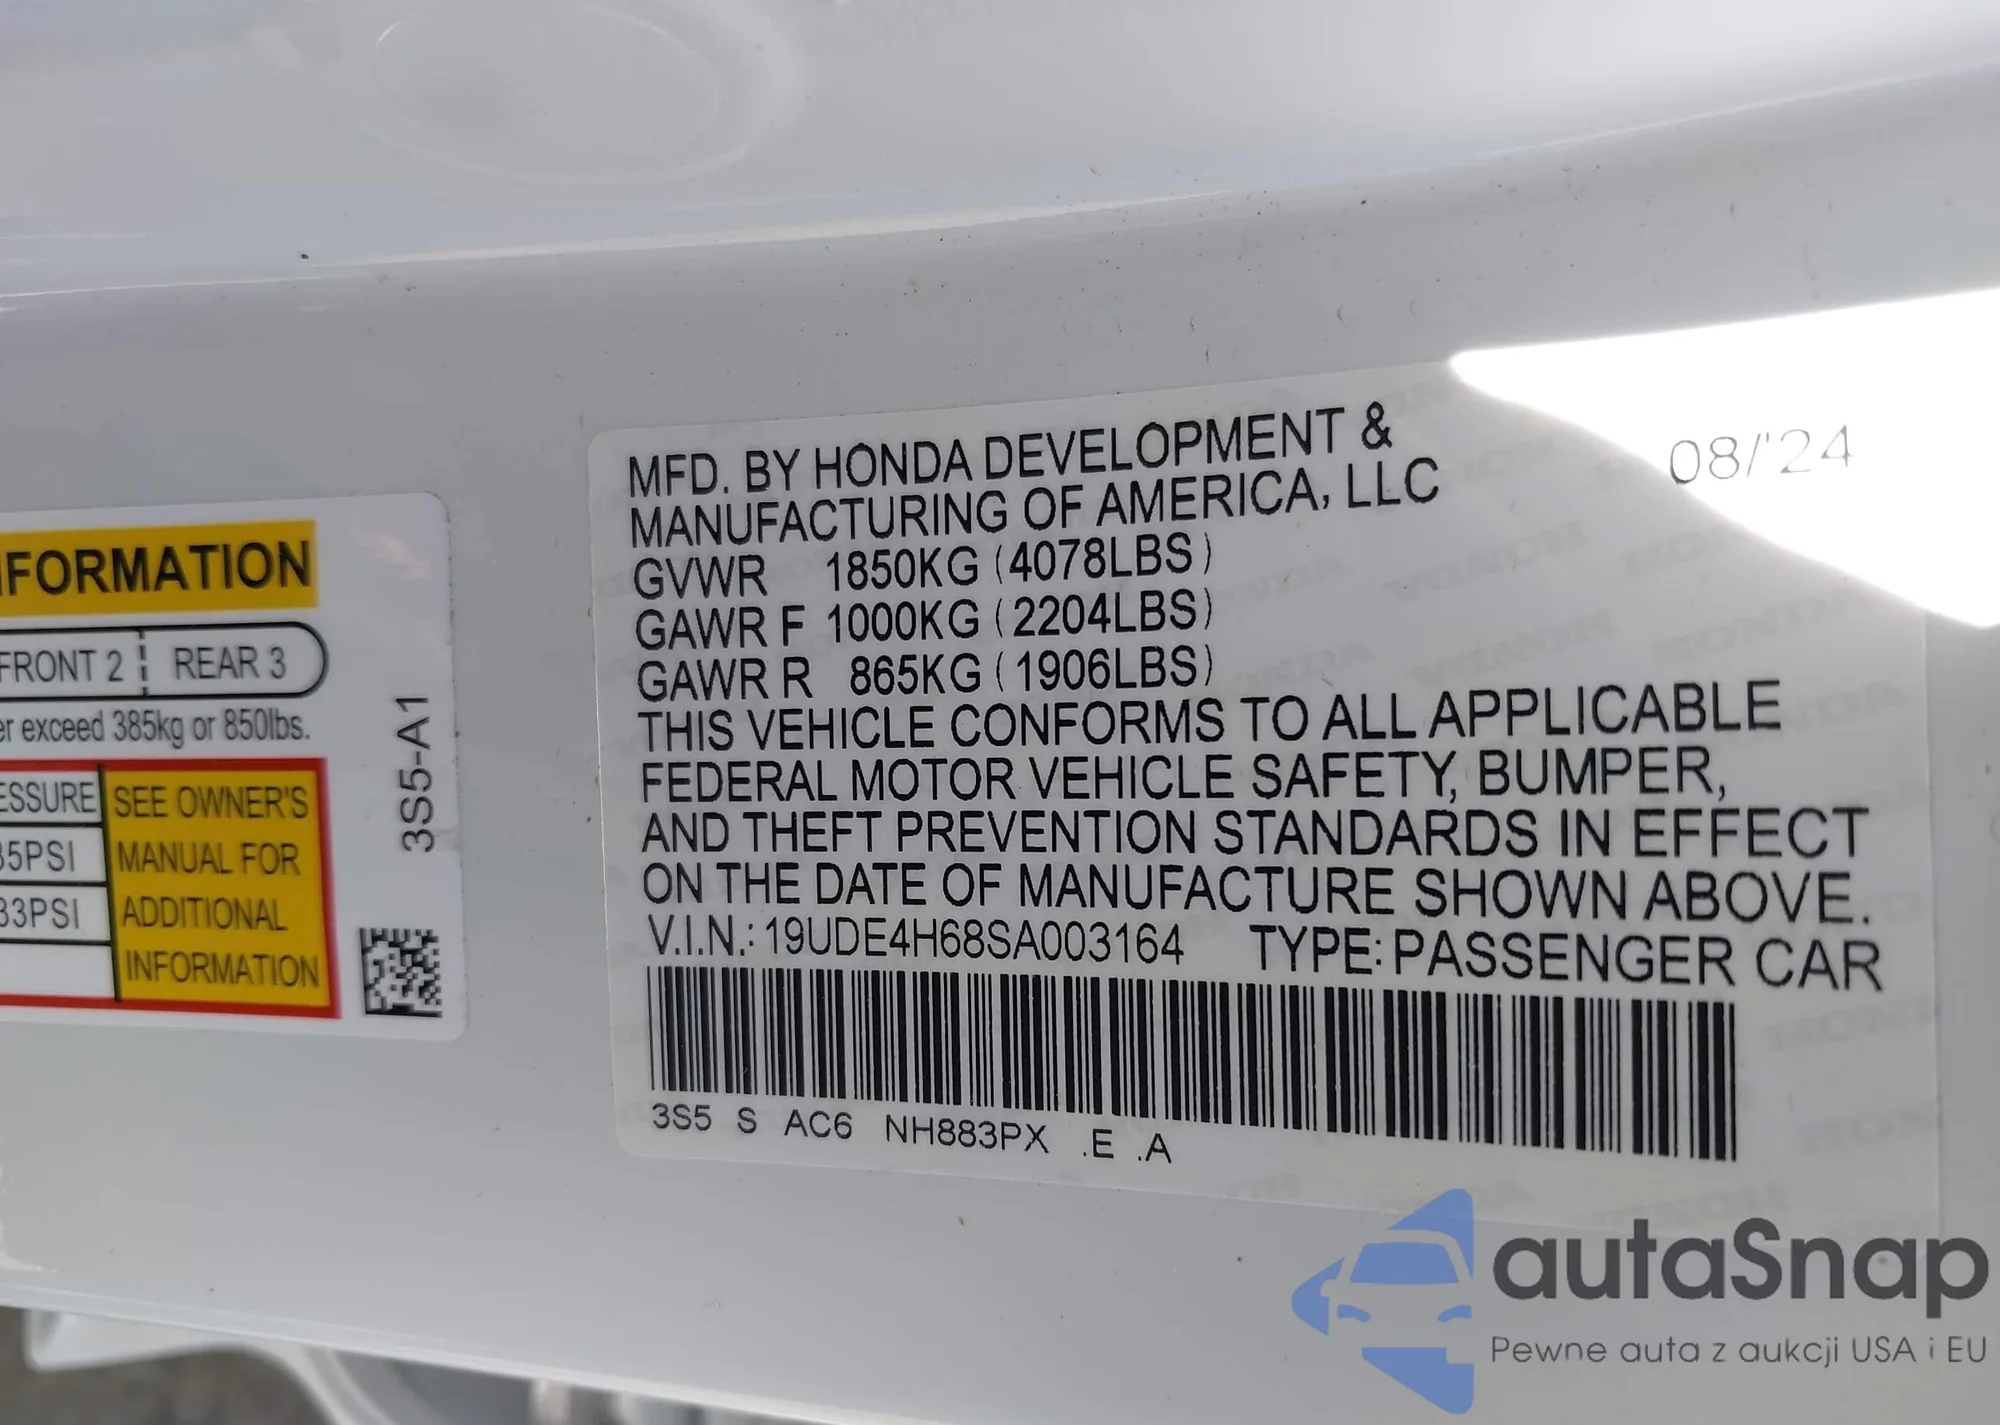 NFORMATION
FRONT 2 REAR 3
exceed 385kg or 850lbs.
SEE OWNER'S
MANUAL FOR
ADDITIONAL
INFORMATION
35PSI
33PSI
3S5-A1
MFD. BY HONDA DEVELOPMENT &
MANUFACTURING OF AMERICA, LLC
08/'24
GVWR 1850KG (4078LBS)
GAWR F 1000KG (2204LBS)
GAWR R 865KG (1906LBS)
THIS VEHICLE CONFORMS TO ALL APPLICABLE
FEDERAL MOTOR VEHICLE SAFETY, BUMPER,
AND THEFT PREVENTION STANDARDS IN EFFECT
ON THE DATE OF MANUFACTURE SHOWN ABOVE.
V.I.N.: 19UDE4H68SA003164 TYPE: PASSENGER CAR
3S5 S AC6 NH883PX .E .A
autaSnap
Pewne auta z aukcji USA i EU